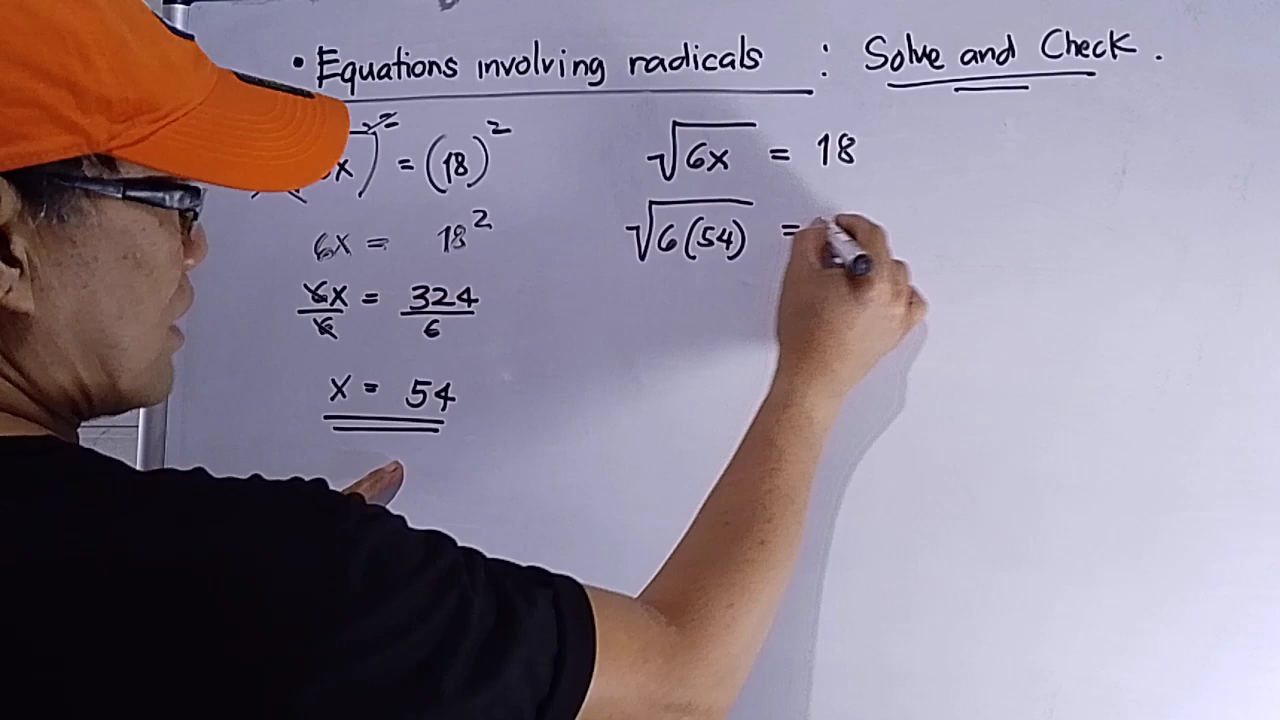 • Equations involving radicals : Solve and Check.
x)² = (18)²
6x = 18²
6x/6 = 324/6
x = 54
√6x = 18
√6(54) =